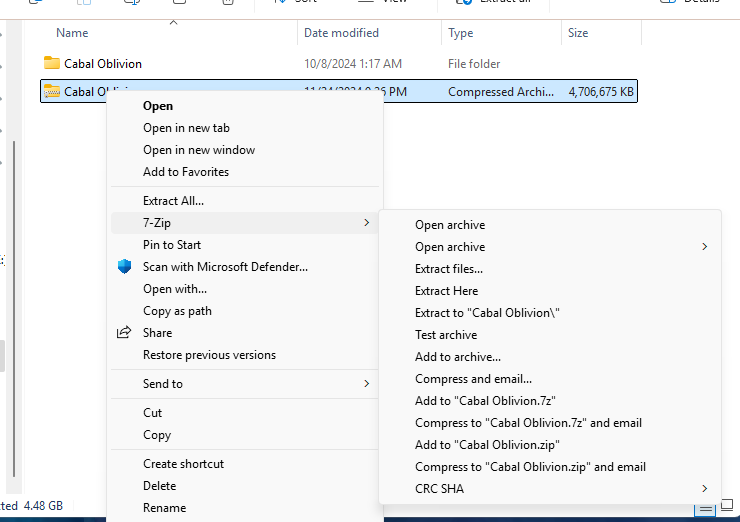 Sort
View
Extract all
Details
Name
Date modified
Type
Size
Cabal Oblivion
10/8/2024 1:17 AM
File folder
Cabal
PM
Compressed Archi...
4,706,675 KB
Open
Open in new tab
Open in new window
Add to Favorites
Extract All...
7-Zip
Pin to Start
Scan with Microsoft Defender...
Open with...
Copy as path
Share
Restore previous versions
Send to
Cut
Copy
Create shortcut
Delete
Rename
Open archive
Open archive
Extract files...
Extract Here
Extract to "Cabal Oblivion\"
Test archive
Add to archive...
Compress and email...
Add to "Cabal Oblivion.7z"
Compress to "Cabal Oblivion.7z" and email
Add to "Cabal Oblivion.zip"
Compress to "Cabal Oblivion.zip" and email
CRC SHA
4.48 GB